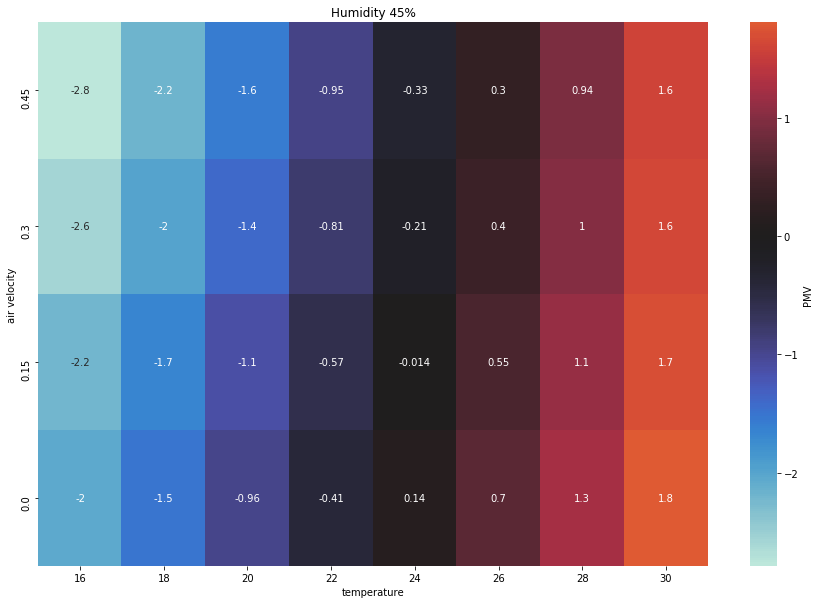 Humidity 45%
0.45 -2.8 -2.2 -1.6 -0.95 -0.33 0.3 0.94 1.6
0.3 -2.6 -2 -1.4 -0.81 -0.21 0.4 1 1.6
0.15 -2.2 -1.7 -1.1 -0.57 -0.014 0.55 1.1 1.7
0.0 -2 -1.5 -0.96 -0.41 0.14 0.7 1.3 1.8
16 18 20 22 24 26 28 30
temperature
air velocity
1
0
−1
−2
PMV